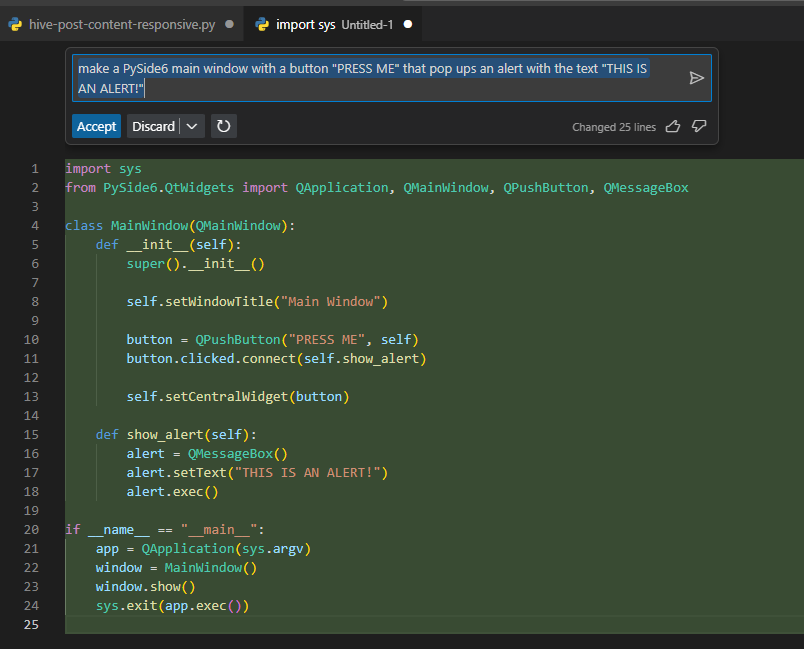 hive-post-content-responsive.py import sys Untitled-1
make a PySide6 main window with a button "PRESS ME" that pop ups an alert with the text "THIS IS
AN ALERT!"
Accept Discard Changed 25 lines
1 import sys
2 from PySide6.QtWidgets import QApplication, QMainWindow, QPushButton, QMessageBox
3
4 class MainWindow(QMainWindow):
5 def __init__(self):
6 super().__init__()
7
8 self.setWindowTitle("Main Window")
9
10 button = QPushButton("PRESS ME", self)
11 button.clicked.connect(self.show_alert)
12
13 self.setCentralWidget(button)
14
15 def show_alert(self):
16 alert = QMessageBox()
17 alert.setText("THIS IS AN ALERT!")
18 alert.exec()
19
20 if __name__ == "__main__":
21 app = QApplication(sys.argv)
22 window = MainWindow()
23 window.show()
24 sys.exit(app.exec())
25